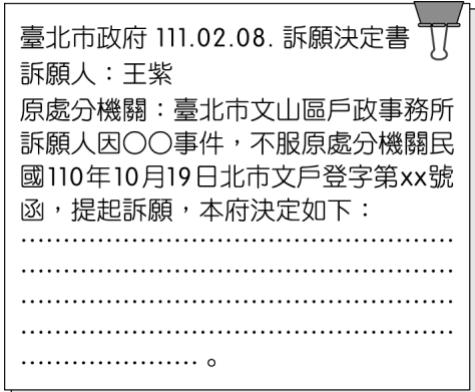 臺北市政府 111.02.08. 訴願決定書
訴願人：王紫
原處分機關：臺北市文山區戶政事務所
訴願人因〇〇事件，不服原處分機關民
國110年10月19日北市文戶登字第xx號
函，提起訴願，本府決定如下：
………………………………………………
………………………………………………
………………………………………………
………………………………………………
…………………。